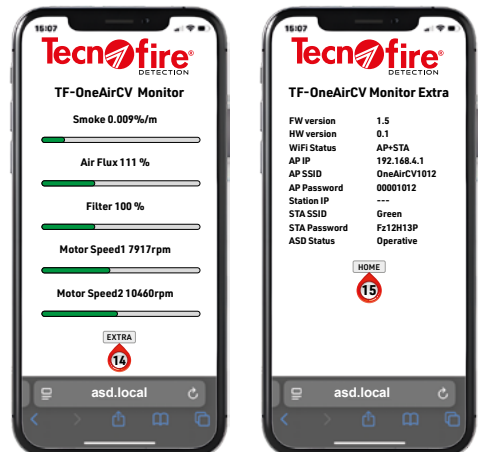 15:07
Tecnofire®
DETECTION
TF-OneAirCV Monitor
Smoke 0.009%/m
Air Flux 111 %
Filter 100 %
Motor Speed1 7917rpm
Motor Speed2 10460rpm
EXTRA
14
asd.local
15:07
Tecnofire®
DETECTION
TF-OneAirCV Monitor Extra
FW version 1.5
HW version 0.1
WiFi Status AP+STA
AP IP 192.168.4.1
AP SSID OneAirCV1012
AP Password 00001012
Station IP ---
STA SSID Green
STA Password Fz12H13P
ASD Status Operative
HOME
15
asd.local